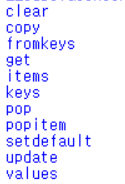 clear
copy
fromkeys
get
items
keys
pop
popitem
setdefault
update
values